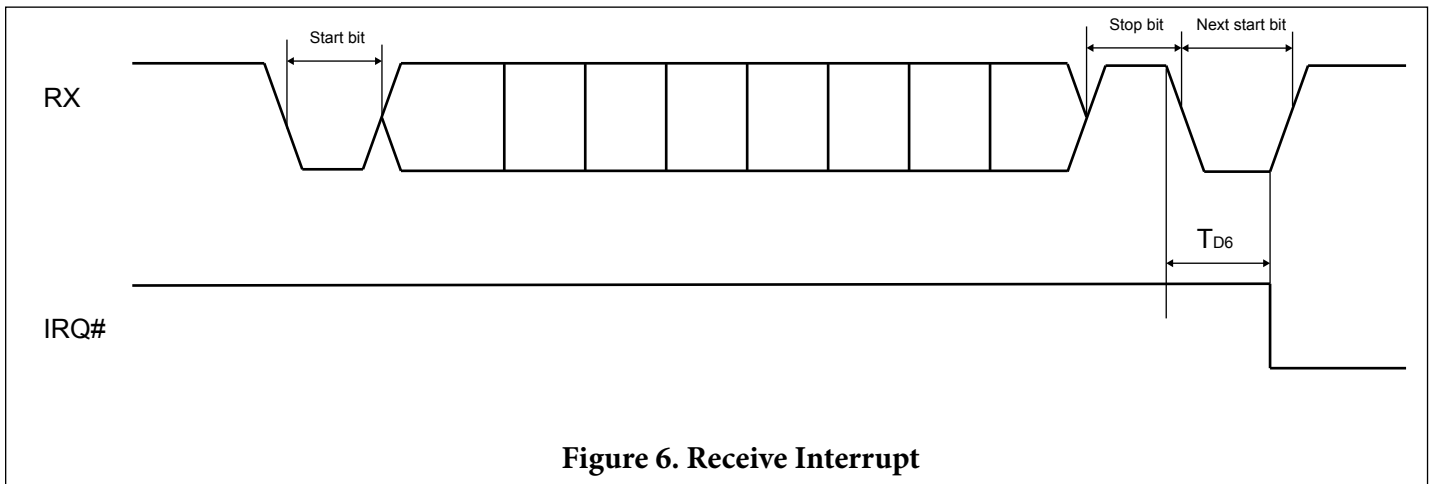 Start bit
Stop bit
Next start bit
RX
TD6
IRQ#
Figure 6. Receive Interrupt